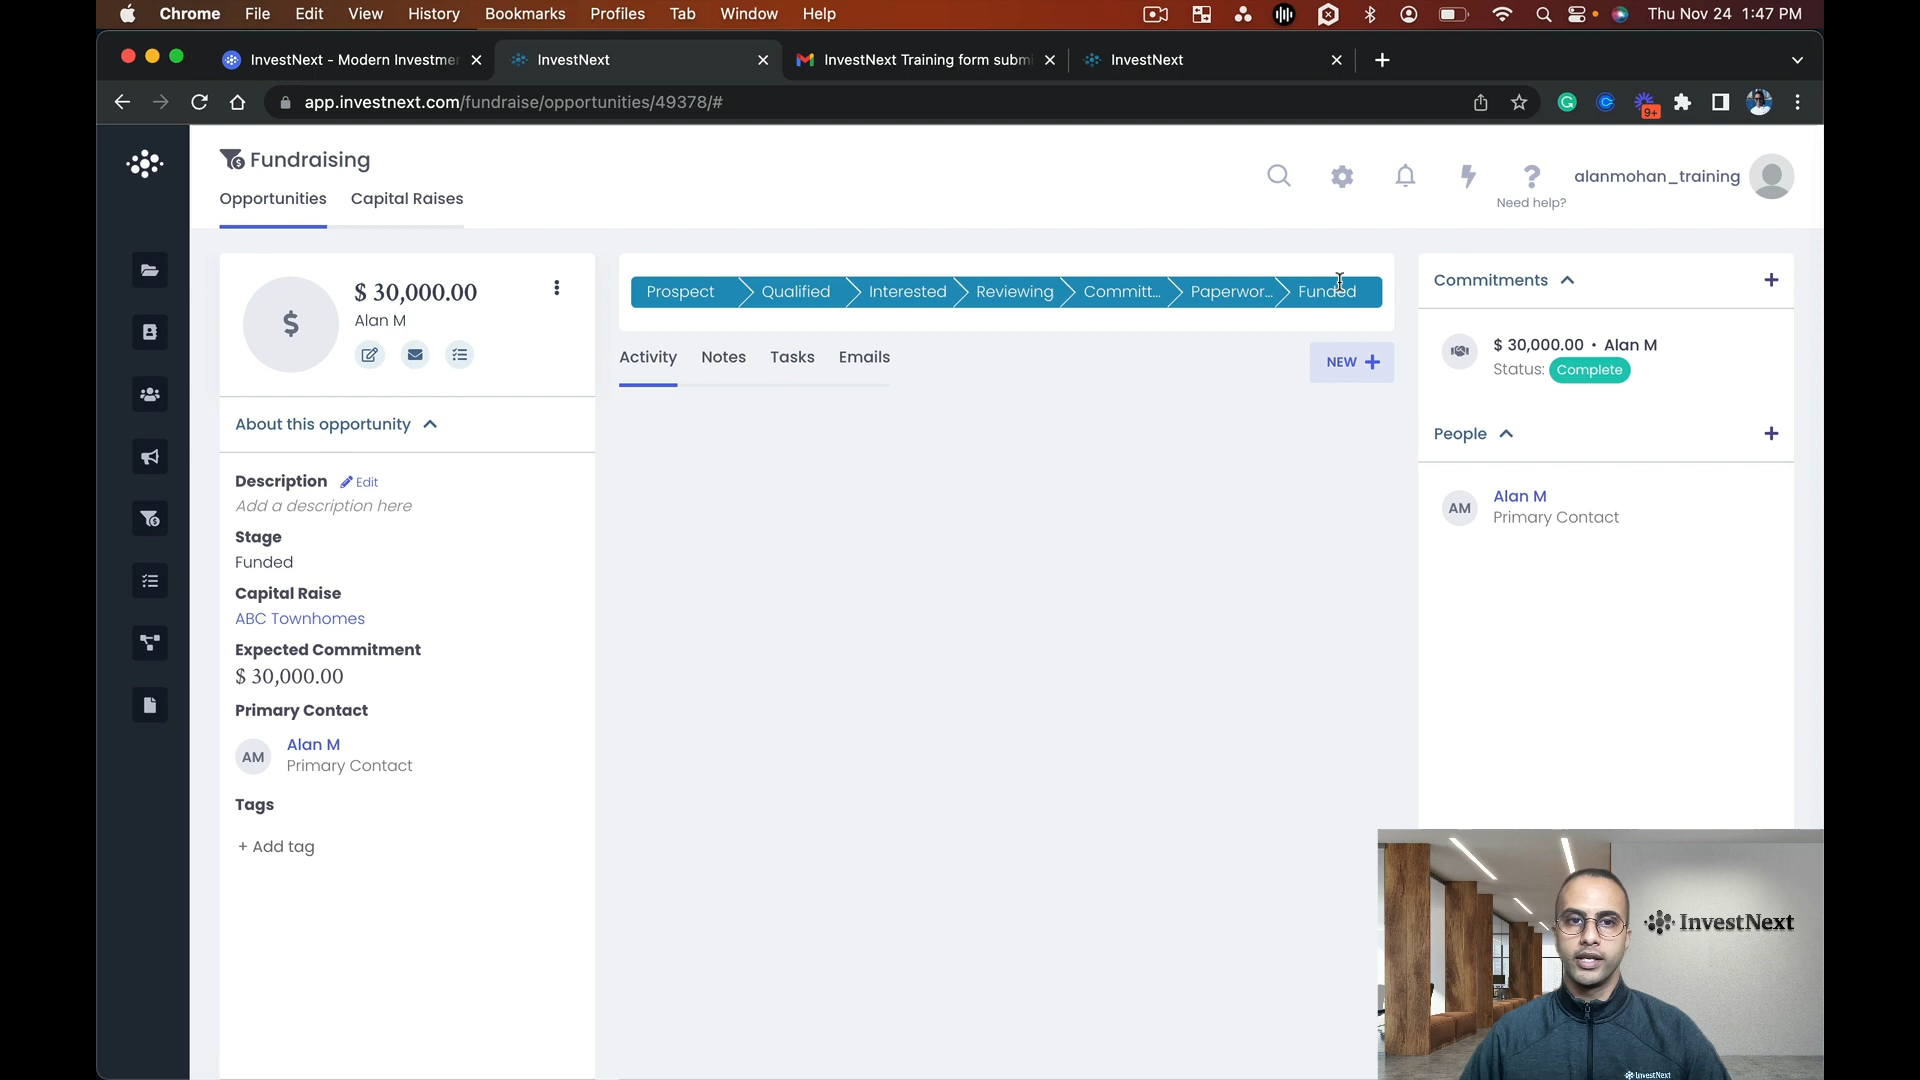 Chrome File Edit View History Bookmarks Profiles Tab Window Help Thu Nov 24 1:47 PM
InvestNext - Modern Investme
InvestNext
InvestNext Training form subm
InvestNext
app.investnext.com/fundraise/opportunities/49378/#
9+
Fundraising
Opportunities Capital Raises
?
Need help?
alanmohan_training
$
$ 30,000.00
Alan M
About this opportunity
Description Edit
Add a description here
Stage
Funded
Capital Raise
ABC Townhomes
Expected Commitment
$ 30,000.00
Primary Contact
AM
Alan M
Primary Contact
Tags
+ Add tag
Prospect Qualified Interested Reviewing Committ... Paperwor... Funded
Activity Notes Tasks Emails
NEW +
Commitments +
$ 30,000.00 • Alan M
Status: Complete
People +
AM
Alan M
Primary Contact
InvestNext
InvestNext